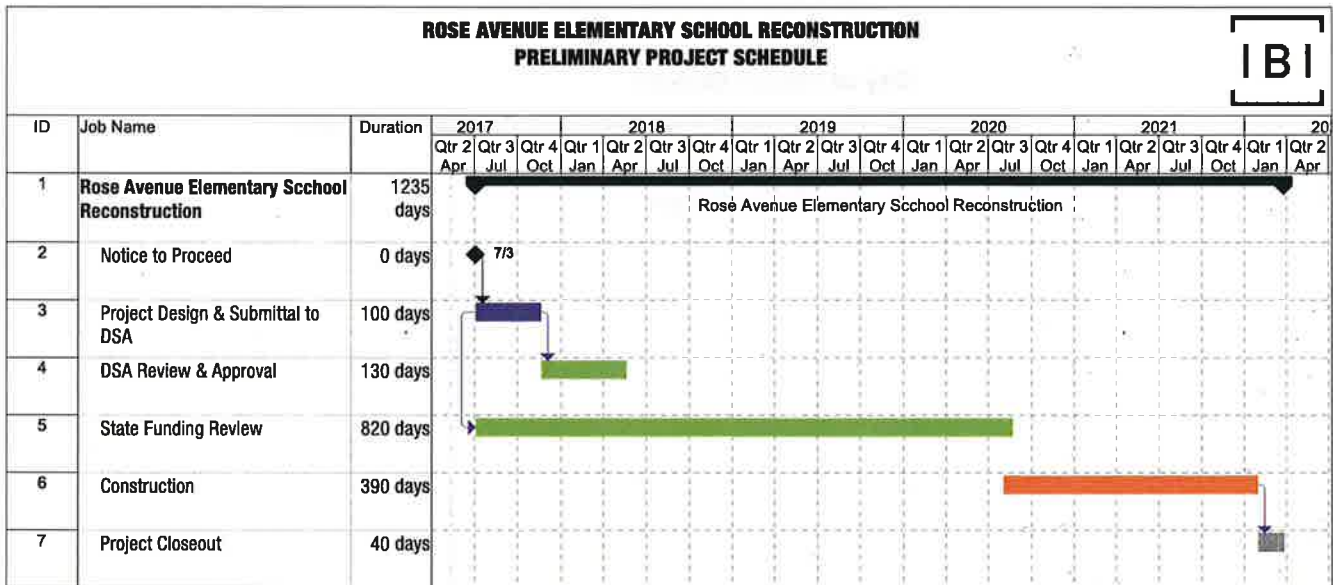 ROSE AVENUE ELEMENTARY SCHOOL RECONSTRUCTION
PRELIMINARY PROJECT SCHEDULE
IBI
ID Job Name Duration 2017 2018 2019 2020 2021 20
Qtr 2 Qtr 3 Qtr 4 Qtr 1 Qtr 2 Qtr 3 Qtr 4 Qtr 1 Qtr 2 Qtr 3 Qtr 4 Qtr 1 Qtr 2 Qtr 3 Qtr 4 Qtr 1 Qtr 2 Qtr 3 Qtr 4 Qtr 1 Qtr 2
Apr Jul Oct Jan Apr Jul Oct Jan Apr Jul Oct Jan Apr Jul Oct Jan Apr Jul Oct Jan Apr
1 Rose Avenue Elementary Scchool 1235
Reconstruction days
Rose Avenue Elementary Scchool Reconstruction
2 Notice to Proceed 0 days 7/3
3 Project Design & Submittal to 100 days
DSA
4 DSA Review & Approval 130 days
5 State Funding Review 820 days
6 Construction 390 days
7 Project Closeout 40 days